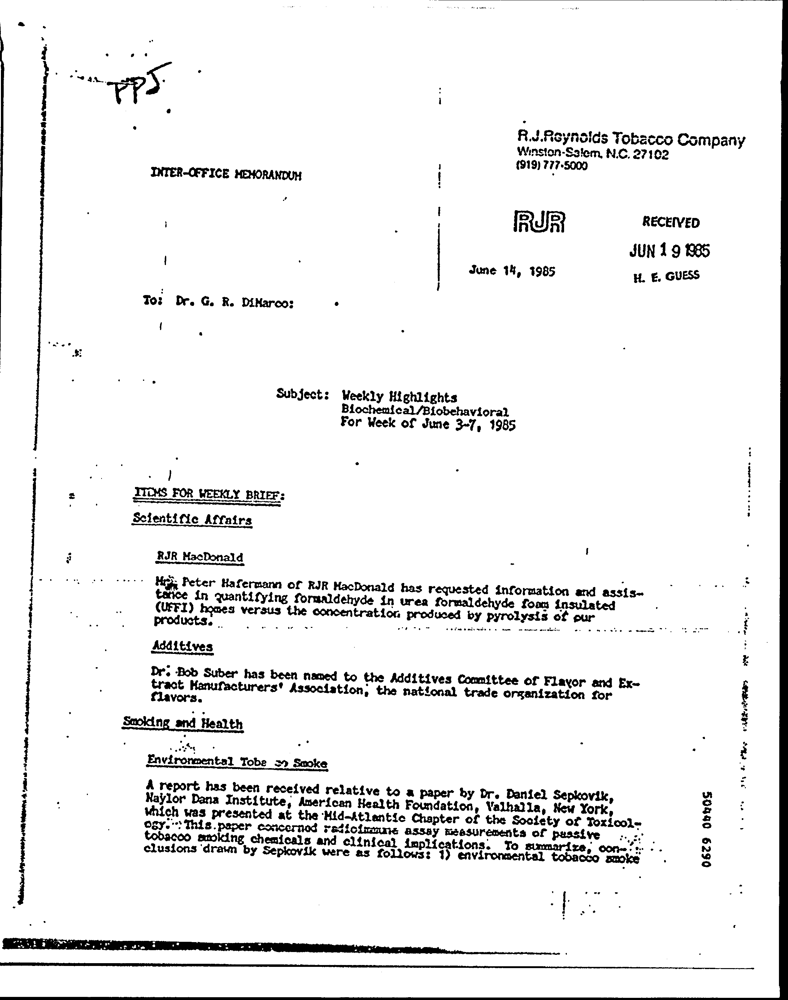 PPJ
R.J.Reynolds Tobacco Company
Winston-Salem, N.C. 27102
(919) 777-5000
INTER-OFFICE MEMORANDUM
RJR
RECEIVED
JUN 19 1985
H. E. GUESS
June 14, 1985
To: Dr. G. R. DiMarco:
Subject: Weekly Highlights
Biochemical/Biobehavioral
For Week of June 3-7, 1985
ITEMS FOR WEEKLY BRIEF:
Scientific Affairs
RJR MacDonald
Mr. Peter Hafermann of RJR MacDonald has requested information and assis-
tance in quantifying formaldehyde in urea formaldehyde foam insulated
(UFFI) homes versus the concentration produced by pyrolysis of our
products.
Additives
Dr. Bob Suber has been named to the Additives Committee of Flavor and Ex-
tract Manufacturers' Association, the national trade organization for
flavors.
Smoking and Health
Environmental Tobacco Smoke
A report has been received relative to a paper by Dr. Daniel Sepkovik,
Naylor Dana Institute, American Health Foundation, Valhalla, New York,
which was presented at the Mid-Atlantic Chapter of the Society of Toxicol-
ogy. This paper concerned radioimmune assay measurements of passive
tobacco smoking chemicals and clinical implications. To summarize, con-
clusions drawn by Sepkovik were as follows: 1) environmental tobacco smoke
50440 6290